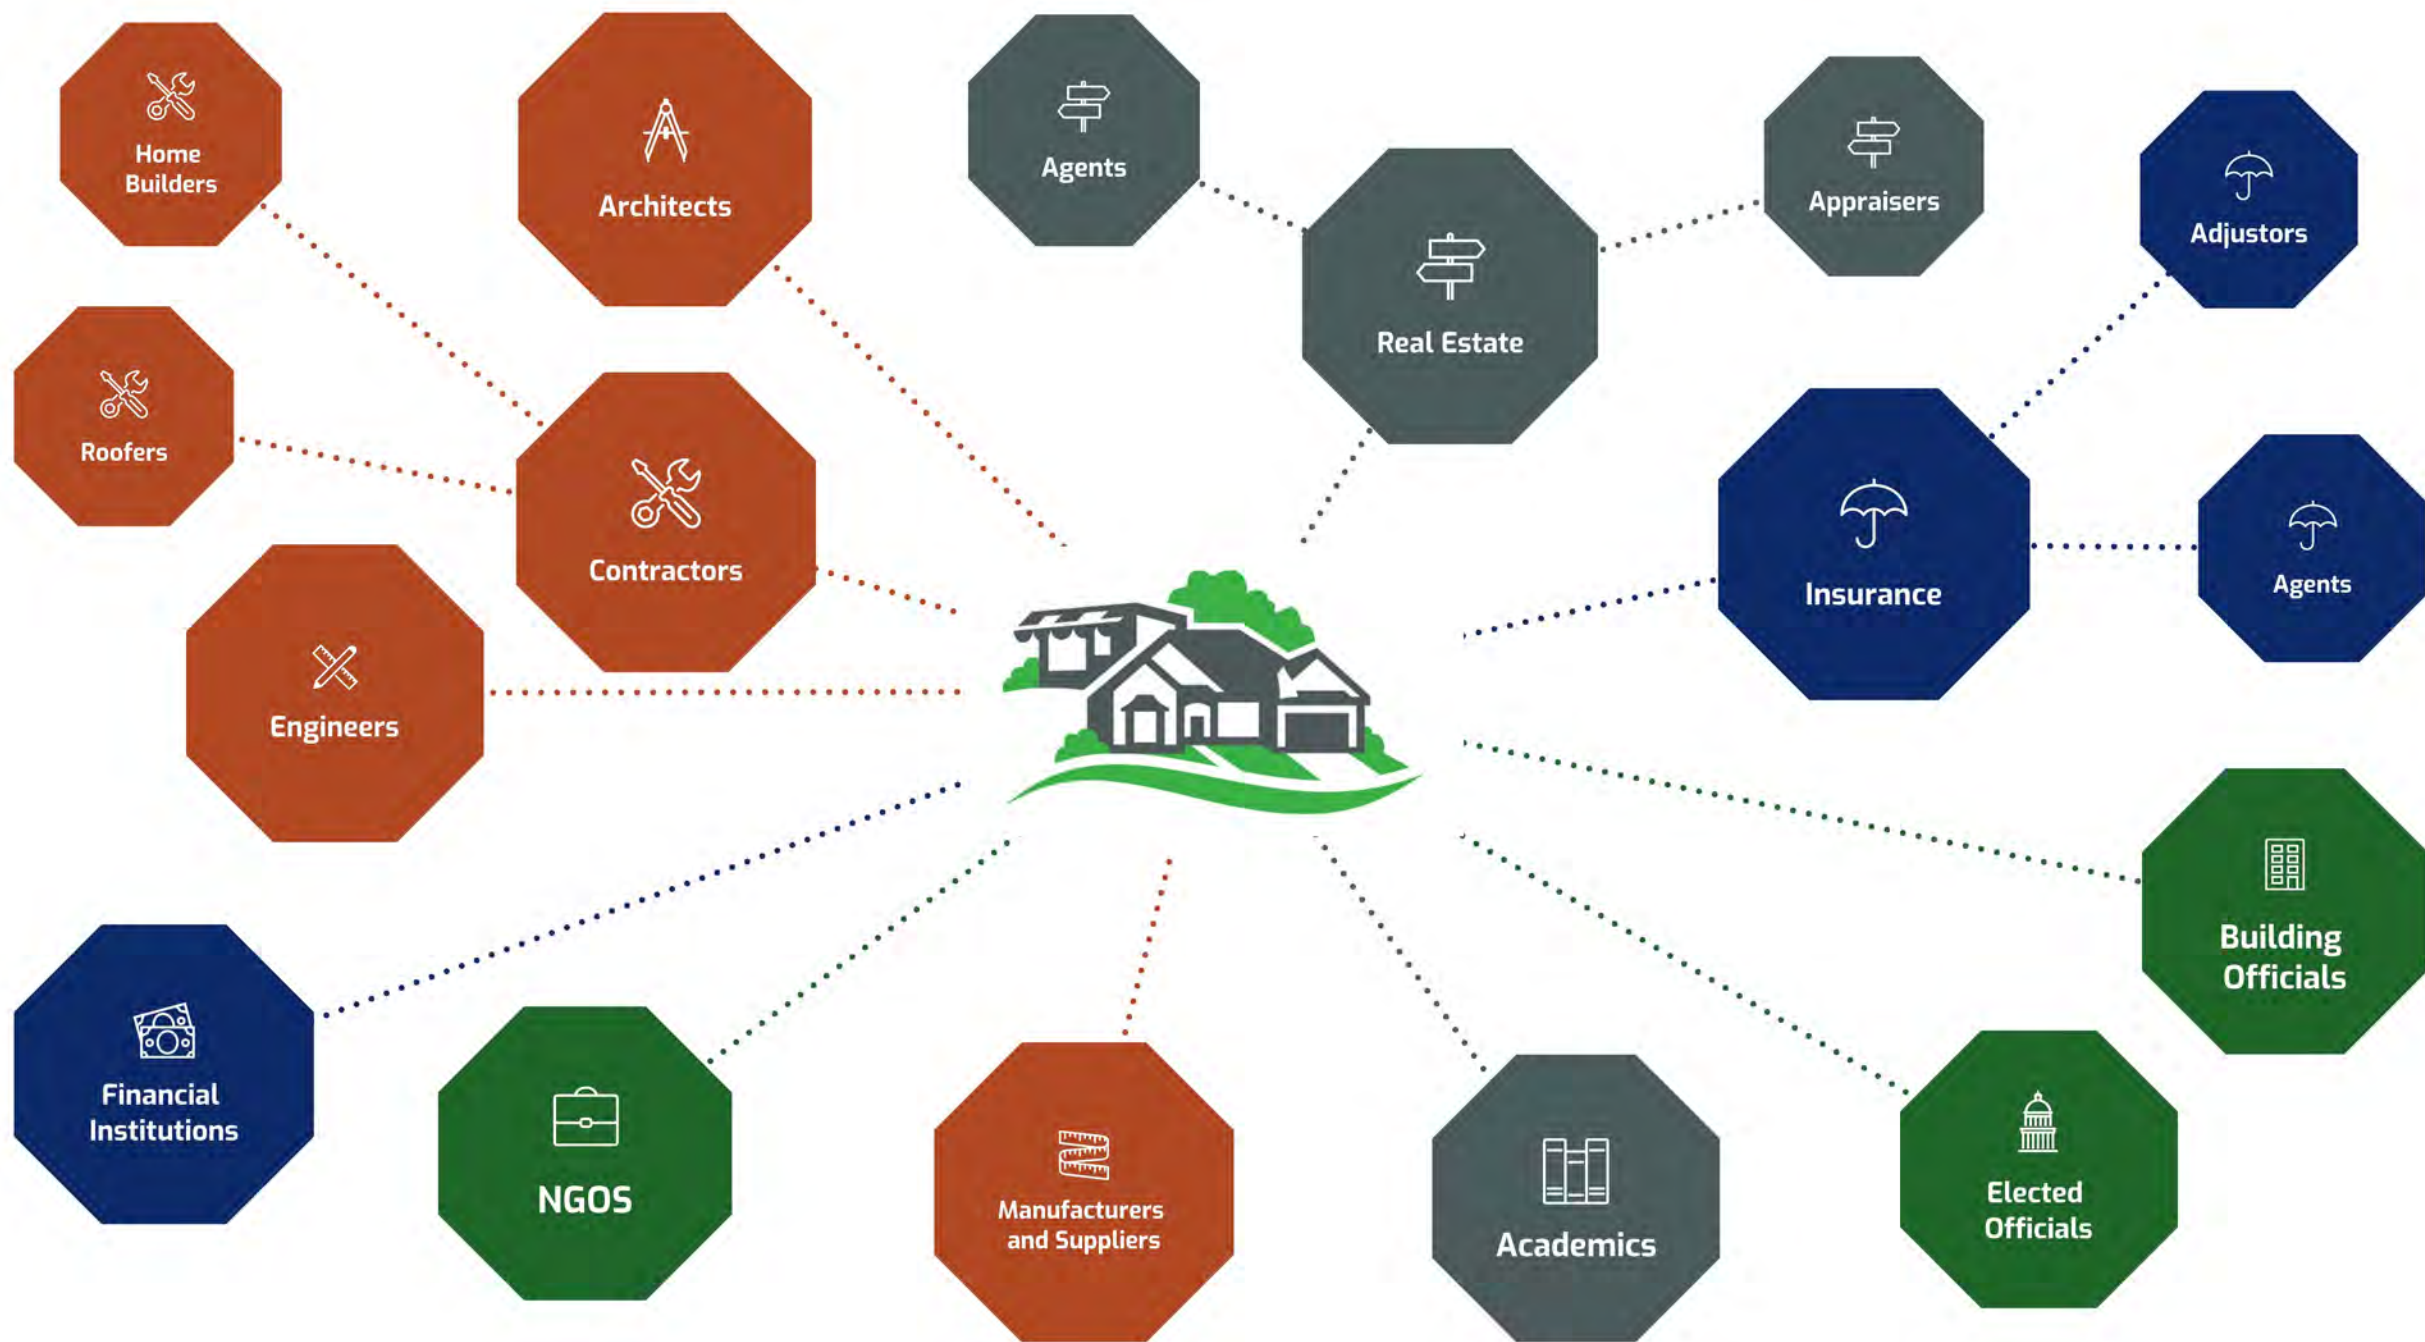 Home
Builders
Architects
Agents
Real Estate
Appraisers
Adjustors
Roofers
Contractors
Insurance
Agents
Engineers
Building
Officials
Financial
Institutions
NGOS
Manufacturers
and Suppliers
Academics
Elected
Officials